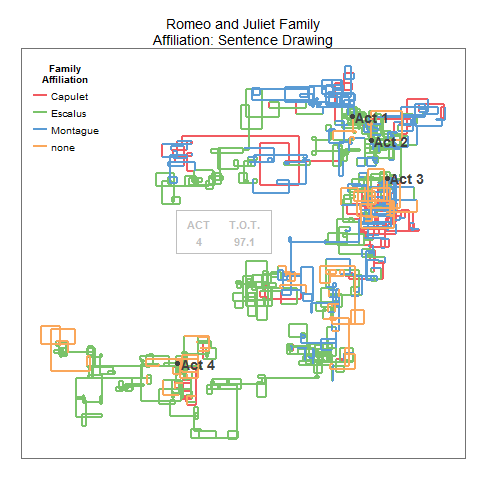 Romeo and Juliet Family
Affiliation: Sentence Drawing
Family
Affiliation
Capulet
Escalus
Montague
none
Act 1
Act 2
Act 3
ACT T.O.T.
4 97.1
Act 4